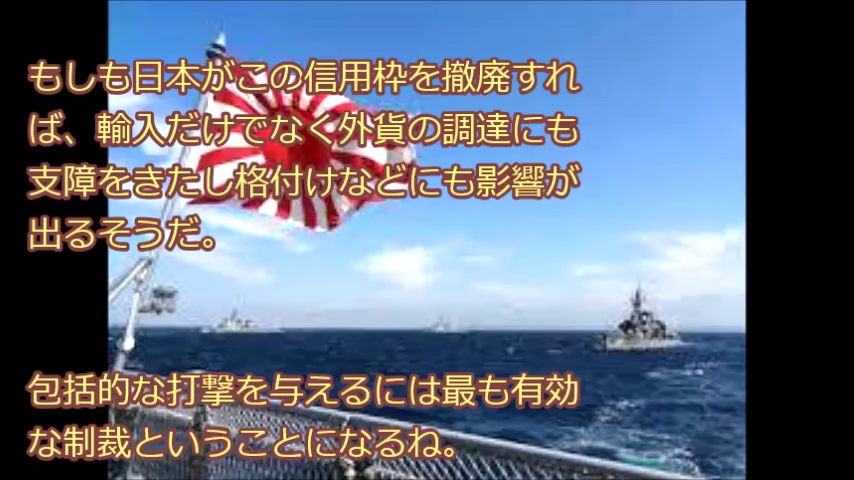 もしも日本がこの信用枠を撤廃すれ
ば、輸入だけでなく外貨の調達にも
支障をきたし格付けなどにも影響が
出るそうだ。
包括的な打撃を与えるには最も有効
な制裁ということになるね。